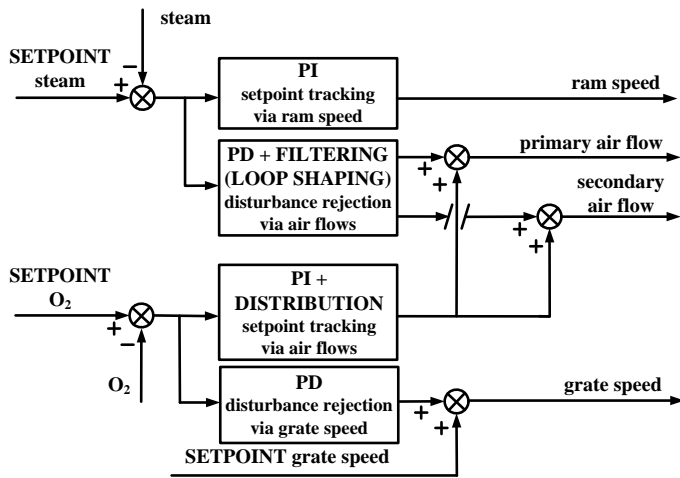 steam
SETPOINT
steam
−
+
PI
setpoint tracking
via ram speed
ram speed
PD + FILTERING
(LOOP SHAPING)
disturbance rejection
via air flows
+
+
primary air flow
+
+
secondary
air flow
SETPOINT
O₂
+
−
O₂
PI +
DISTRIBUTION
setpoint tracking
via air flows
PD
disturbance rejection
via grate speed
+
+
grate speed
SETPOINT grate speed